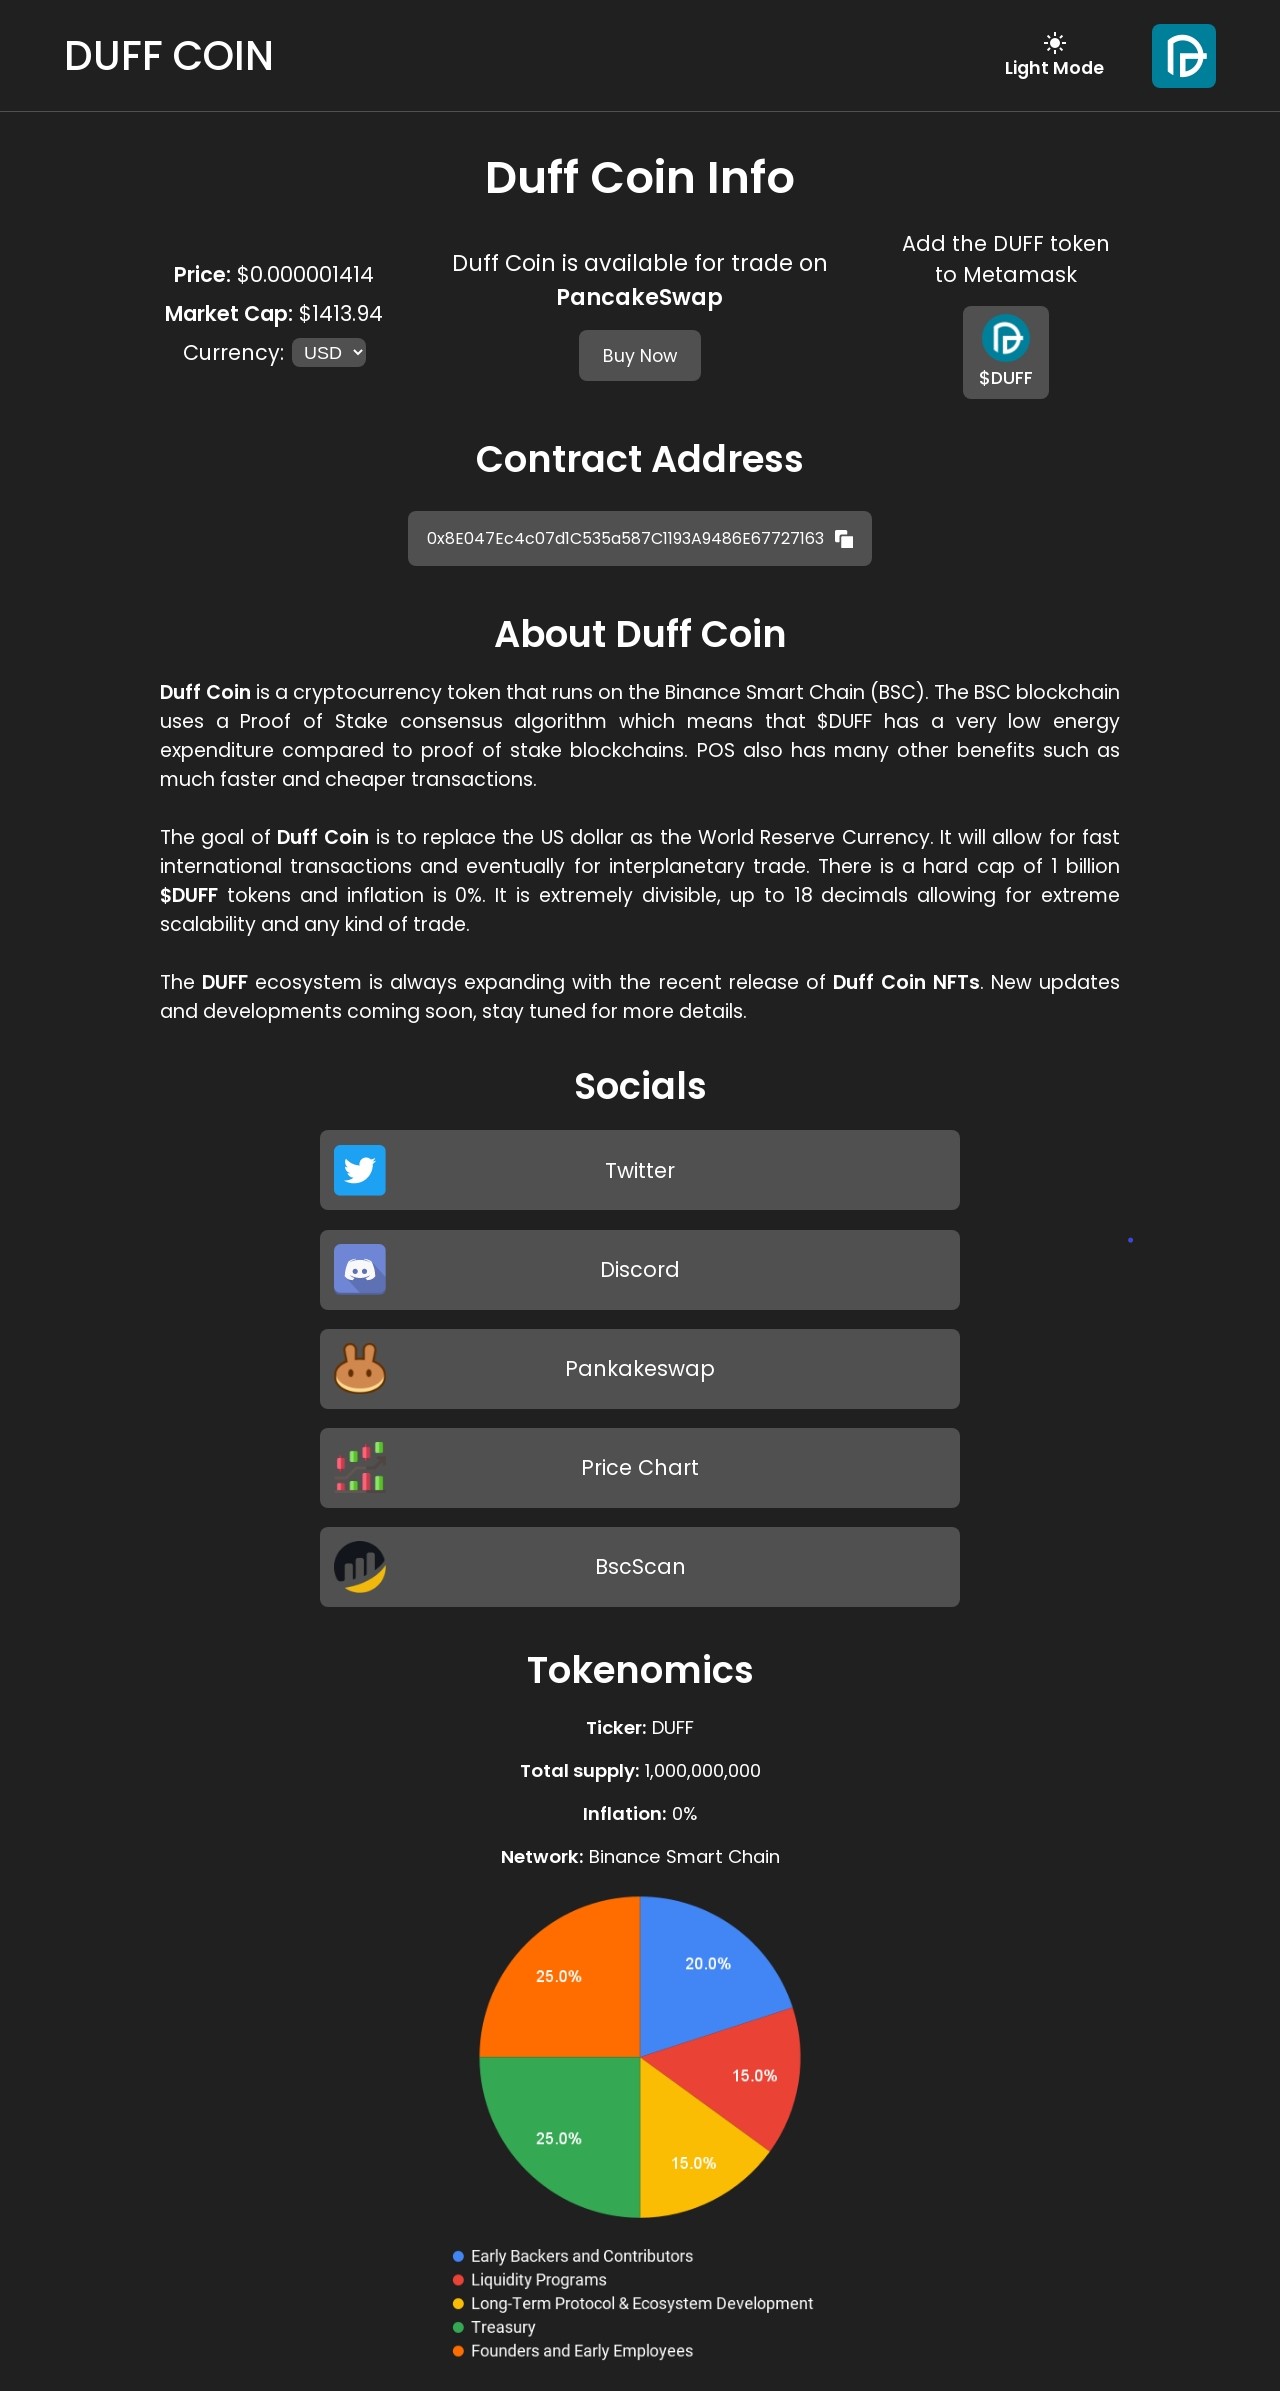 DUFF COIN
Light Mode
Duff Coin Info
Price: $0.000001414
Market Cap: $1413.94
Currency: USD
Duff Coin is available for trade on
PancakeSwap
Buy Now
Add the DUFF token
to Metamask
$DUFF
Contract Address
0x8E047Ec4c07d1C535a587C1193A9486E67727163
About Duff Coin
Duff Coin is a cryptocurrency token that runs on the Binance Smart Chain (BSC). The BSC blockchain
uses a Proof of Stake consensus algorithm which means that $DUFF has a very low energy
expenditure compared to proof of stake blockchains. POS also has many other benefits such as
much faster and cheaper transactions.
The goal of Duff Coin is to replace the US dollar as the World Reserve Currency. It will allow for fast
international transactions and eventually for interplanetary trade. There is a hard cap of 1 billion
$DUFF tokens and inflation is 0%. It is extremely divisible, up to 18 decimals allowing for extreme
scalability and any kind of trade.
The DUFF ecosystem is always expanding with the recent release of Duff Coin NFTs. New updates
and developments coming soon, stay tuned for more details.
Socials
Twitter
Discord
Pankakeswap
Price Chart
BscScan
Tokenomics
Ticker: DUFF
Total supply: 1,000,000,000
Inflation: 0%
Network: Binance Smart Chain
25.0%
20.0%
15.0%
25.0%
15.0%
Early Backers and Contributors
Liquidity Programs
Long-Term Protocol & Ecosystem Development
Treasury
Founders and Early Employees